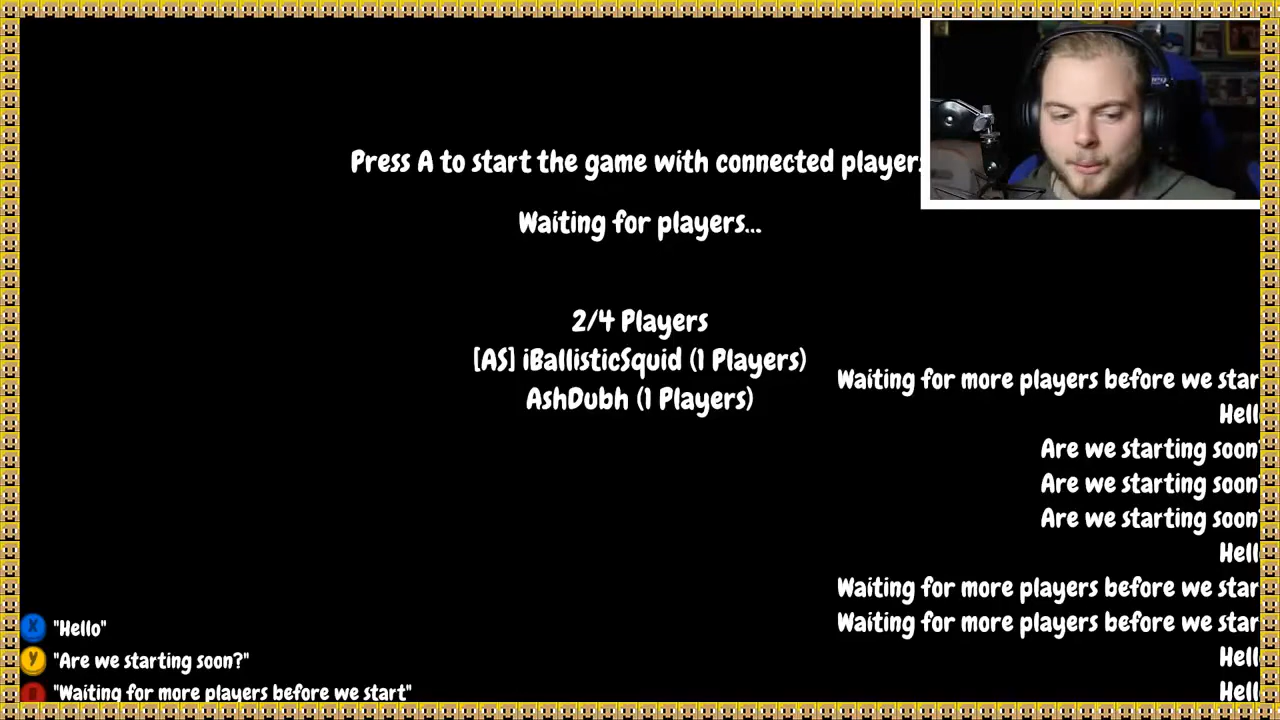 Press A to start the game with connected players
Waiting for players...
2/4 Players
[AS] iBallisticSquid (1 Players)
AshDubh (1 Players)
Waiting for more players before we star
Hell
Are we starting soon
Are we starting soon
Are we starting soon
Hell
Waiting for more players before we star
Waiting for more players before we star
Hell
Hell
X "Hello"
Y "Are we starting soon?"
B "Waiting for more players before we start"